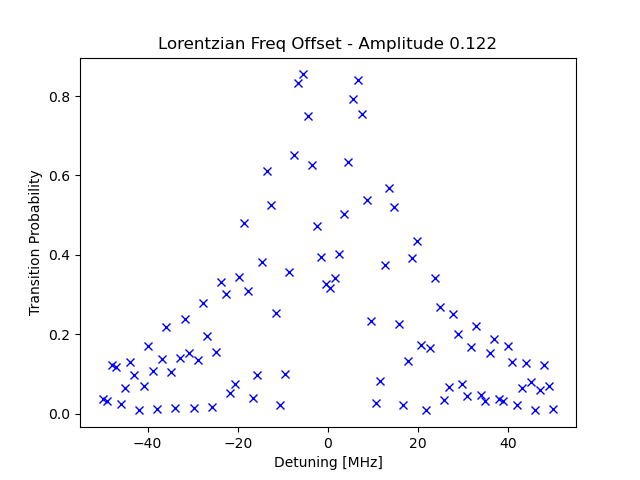 Lorentzian Freq Offset - Amplitude 0.122
Transition Probability
0.8
0.6
0.4
0.2
0.0
−40 −20 0 20 40
Detuning [MHz]